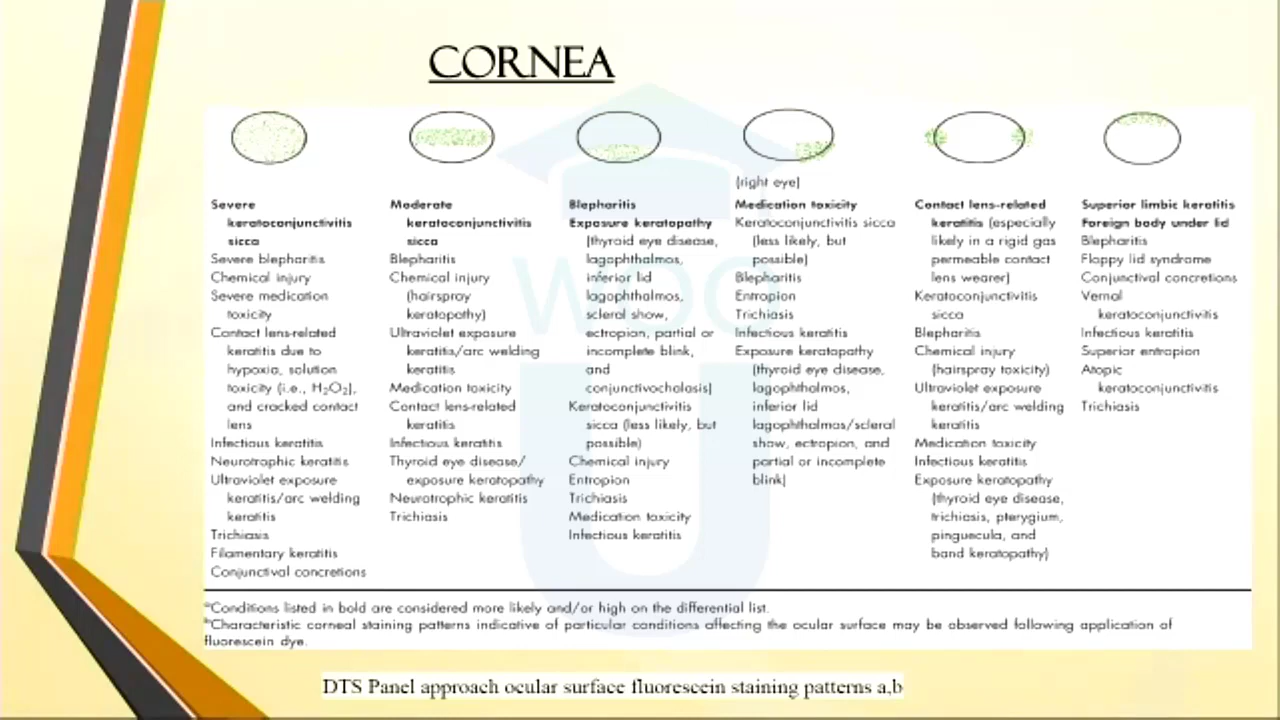 CORNEA
Severe
keratoconjunctivitis
sicca
Severe blepharitis
Chemical injury
Severe medication
toxicity
Contact lens-related
keratitis due to
hypoxia, solution
toxicity (i.e., H₂O₂),
and cracked contact
lens
Infectious keratitis
Neurotrophic keratitis
Ultraviolet exposure
keratitis/arc welding
keratitis
Trichiasis
Filamentary keratitis
Conjunctival concretions
Moderate
keratoconjunctivitis
sicca
Blepharitis
Chemical injury
(hairspray
keratopathy)
Ultraviolet exposure
keratitis/arc welding
keratitis
Medication toxicity
Contact lens-related
keratitis
Infectious keratitis
Thyroid eye disease/
exposure keratopathy
Neurotrophic keratitis
Trichiasis
Blepharitis
Exposure keratopathy
(thyroid eye disease,
lagophthalmos,
inferior lid
lagophthalmos,
scleral show,
ectropion, partial or
incomplete blink,
and
conjunctivochalasis)
Keratoconjunctivitis
sicca (less likely, but
possible)
Chemical injury
Entropion
Trichiasis
Medication toxicity
Infectious keratitis
(right eye)
Medication toxicity
Keratoconjunctivitis sicca
(less likely, but
possible)
Blepharitis
Entropion
Trichiasis
Infectious keratitis
Exposure keratopathy
(thyroid eye disease,
lagophthalmos,
inferior lid
lagophthalmos/scleral
show, ectropion, and
partial or incomplete
blink)
Contact lens-related
keratitis (especially
likely in a rigid gas
permeable contact
lens wearer)
Keratoconjunctivitis
sicca
Blepharitis
Chemical injury
(hairspray toxicity)
Ultraviolet exposure
keratitis/arc welding
keratitis
Medication toxicity
Infectious keratitis
Exposure keratopathy
(thyroid eye disease,
trichiasis, pterygium,
pinguecula, and
band keratopathy)
Superior limbic keratitis
Foreign body under lid
Blepharitis
Floppy lid syndrome
Conjunctival concretions
Vernal
keratoconjunctivitis
Infectious keratitis
Superior entropion
Atopic
keratoconjunctivitis
Trichiasis
WOO
U
ᵃConditions listed in bold are considered more likely and/or high on the differential list.
ᵇCharacteristic corneal staining patterns indicative of particular conditions affecting the ocular surface may be observed following application of
fluorescein dye.
DTS Panel approach ocular surface fluorescein staining patterns a,b